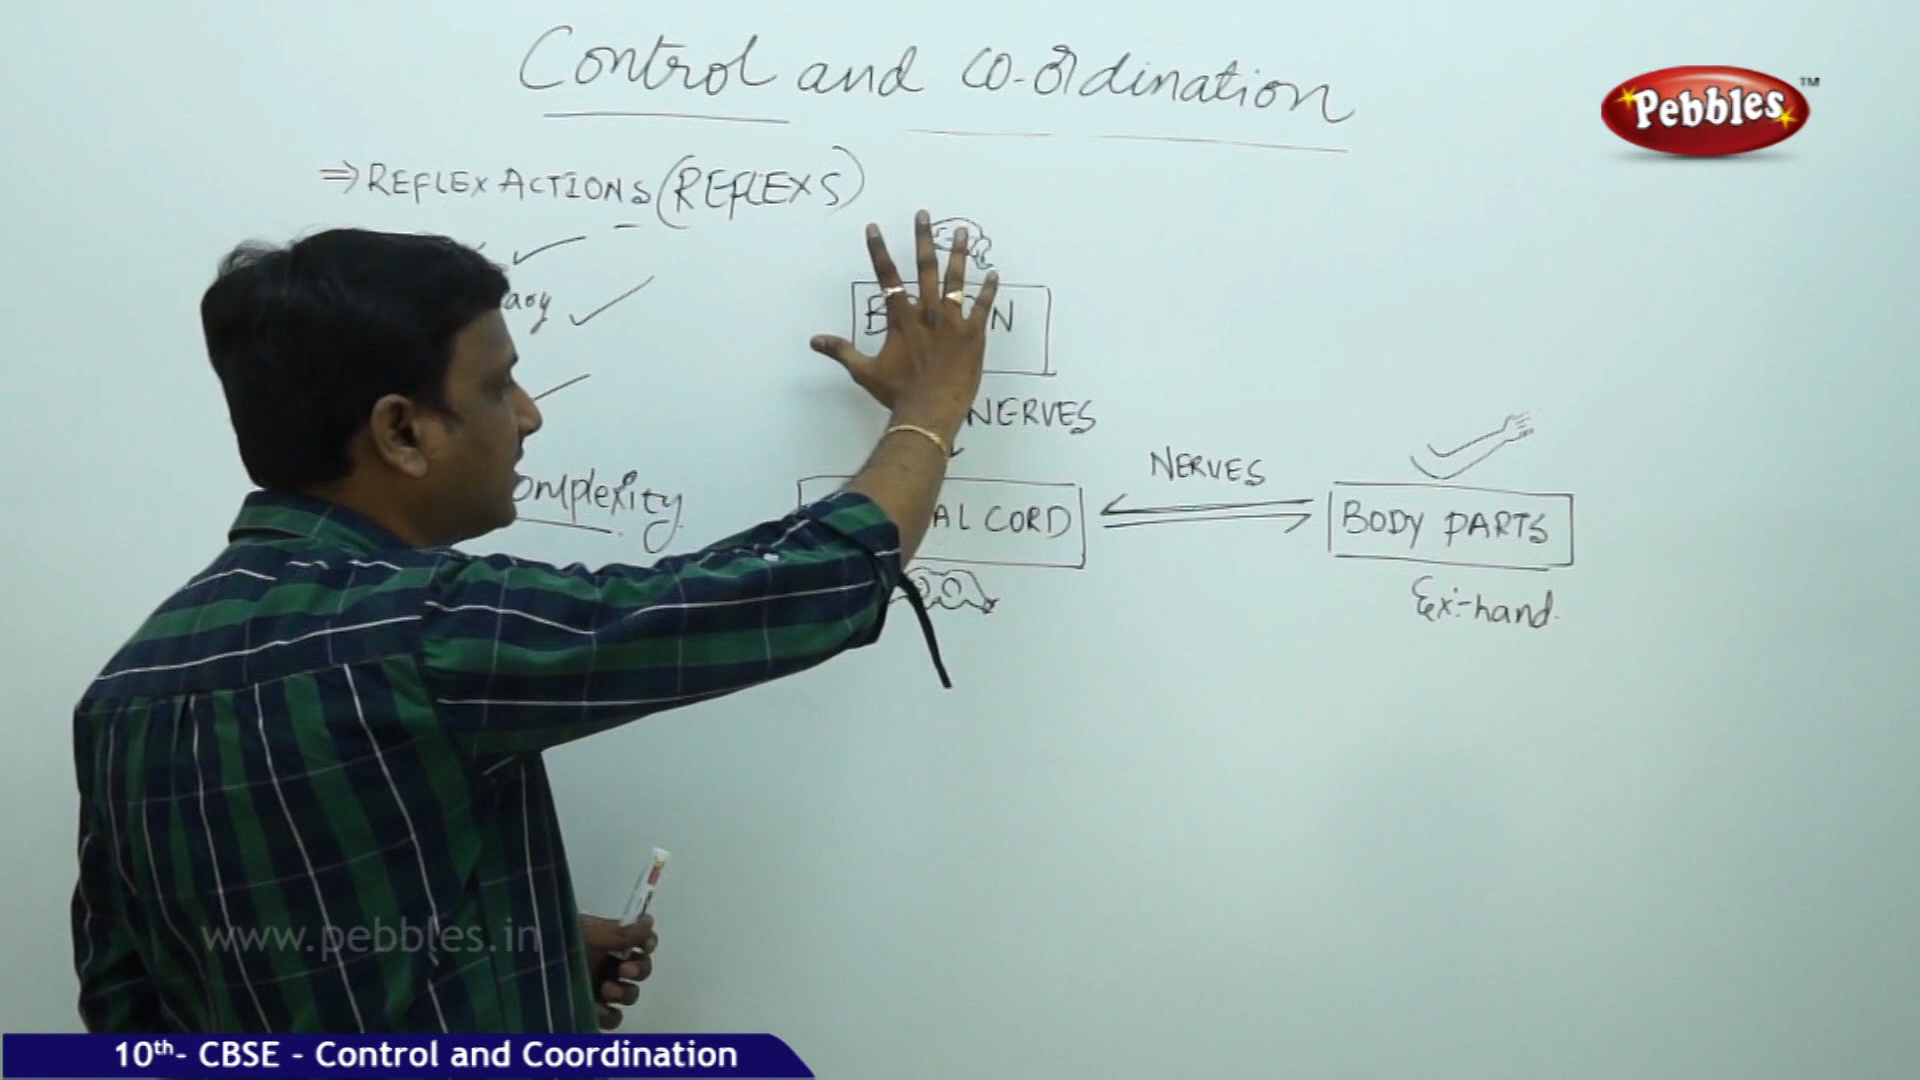 Control and Co-ordination
Pebbles TM
⇒ REFLEX ACTIONS (REFLEXS)
NERVES
NERVES
CORD
BODY PARTS
Ex:- hand.
www.pebbles.in
10th- CBSE - Control and Coordination